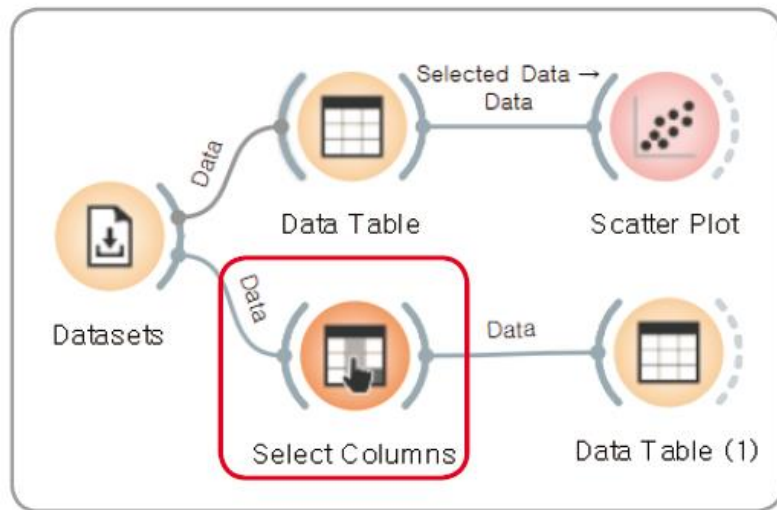 Selected Data →
Data
Data
Data Table
Scatter Plot
Datasets
Data
Data
Select Columns
Data Table (1)